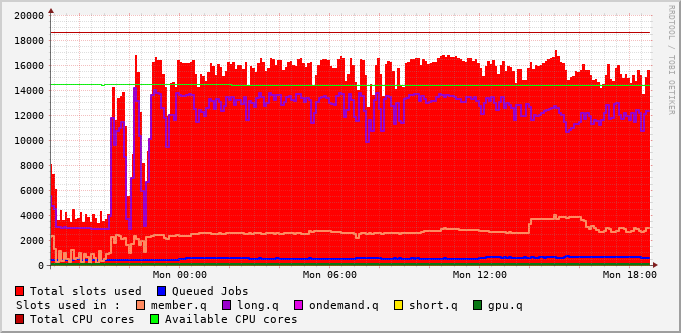 20000
18000
16000
14000
12000
10000
8000
6000
4000
2000
0
Mon 00:00 Mon 06:00 Mon 12:00 Mon 18:00
RRDTOOL / TOBI OETIKER
Total slots used Queued Jobs
Slots used in : member.q long.q ondemand.q short.q gpu.q
Total CPU cores Available CPU cores